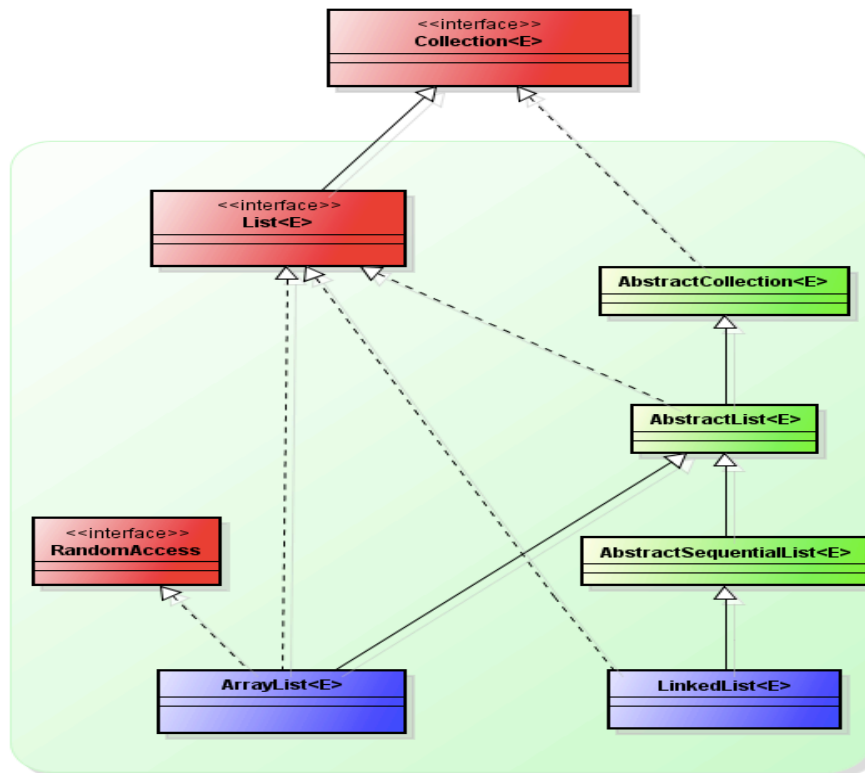 <<interface>>
Collection<E>
<<interface>>
List<E>
AbstractCollection<E>
AbstractList<E>
<<interface>>
RandomAccess
AbstractSequentialList<E>
ArrayList<E>
LinkedList<E>